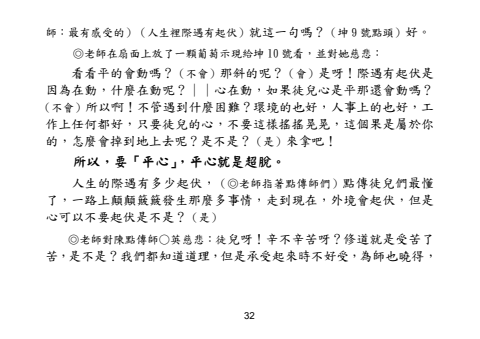 師：最有感受的）（人生裡際遇有起伏）就這一句嗎？（坤9號點頭）好。
◎老師在扇面上放了一顆葡萄示現給坤10號看，並對她慈悲：
看看平的會動嗎？（不會）那斜的呢？（會）是呀！際遇有起伏是
因為在動，什麼在動呢？││心在動，如果徒兒心是平那還會動嗎？
（不會）所以啊！不管遇到什麼困難？環境的也好，人事上的也好，工
作上任何都好，只要徒兒的心，不要這樣搖搖晃晃，這個果是屬於你
的，怎麼會掉到地上去呢？是不是？（是）來拿吧！
所以，要「平心」，平心就是超脫。
人生的際遇有多少起伏，（◎老師指著點傳師們）點傳徒兒們最懂
了，一路上顛顛簸簸發生那麼多事情，走到現在，外境會起伏，但是
心可以不要起伏是不是？（是）
◎老師對陳點傳師○英慈悲：徒兒呀！辛不辛苦呀？修道就是受苦了
苦，是不是？我們都知道道理，但是承受起來時不好受，為師也曉得，
32